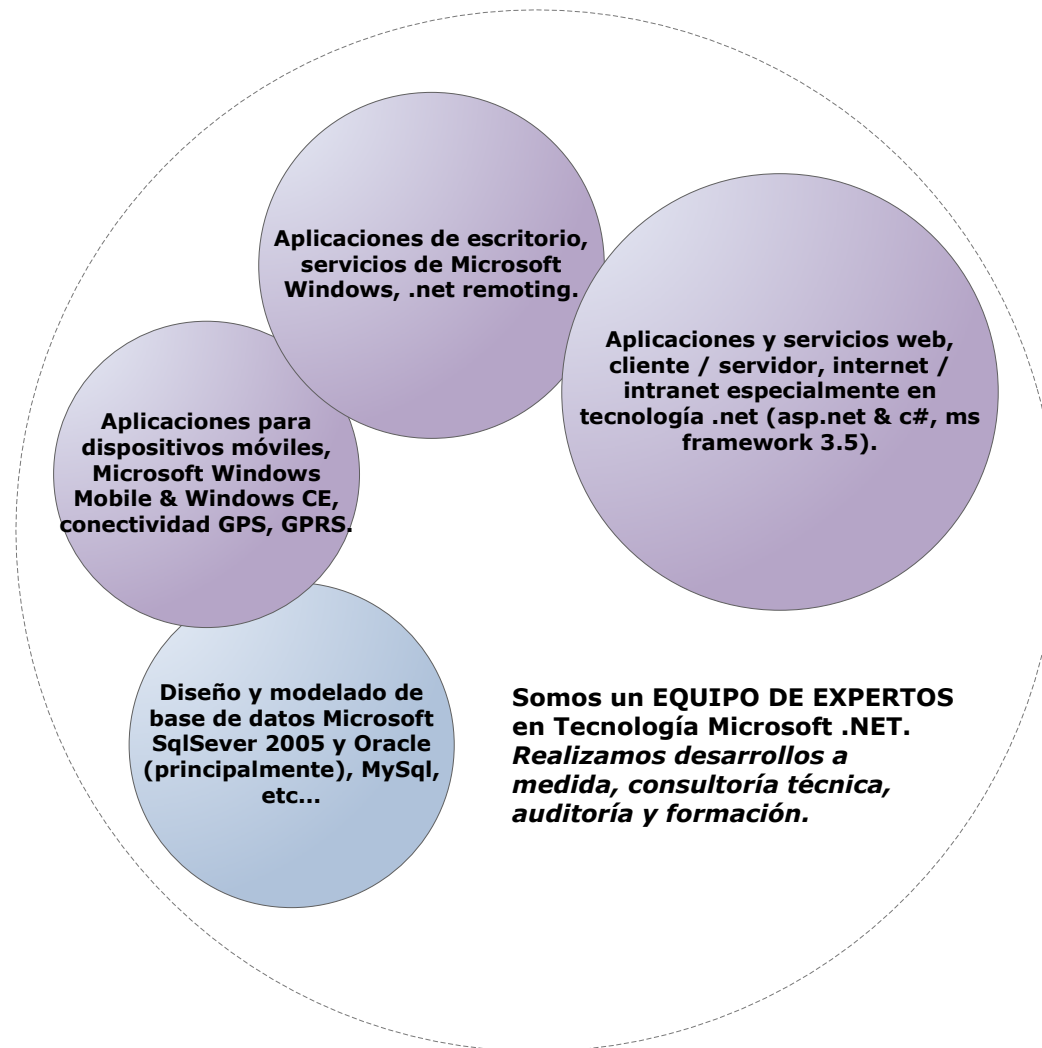 Aplicaciones de escritorio,
servicios de Microsoft
Windows, .net remoting.
Aplicaciones y servicios web,
cliente / servidor, internet /
intranet especialmente en
tecnología .net (asp.net & c#, ms
framework 3.5).
Aplicaciones para
dispositivos móviles,
Microsoft Windows
Mobile & Windows CE,
conectividad GPS, GPRS.
Diseño y modelado de
base de datos Microsoft
SqlSever 2005 y Oracle
(principalmente), MySql,
etc...
Somos un EQUIPO DE EXPERTOS
en Tecnología Microsoft .NET.
Realizamos desarrollos a
medida, consultoría técnica,
auditoría y formación.